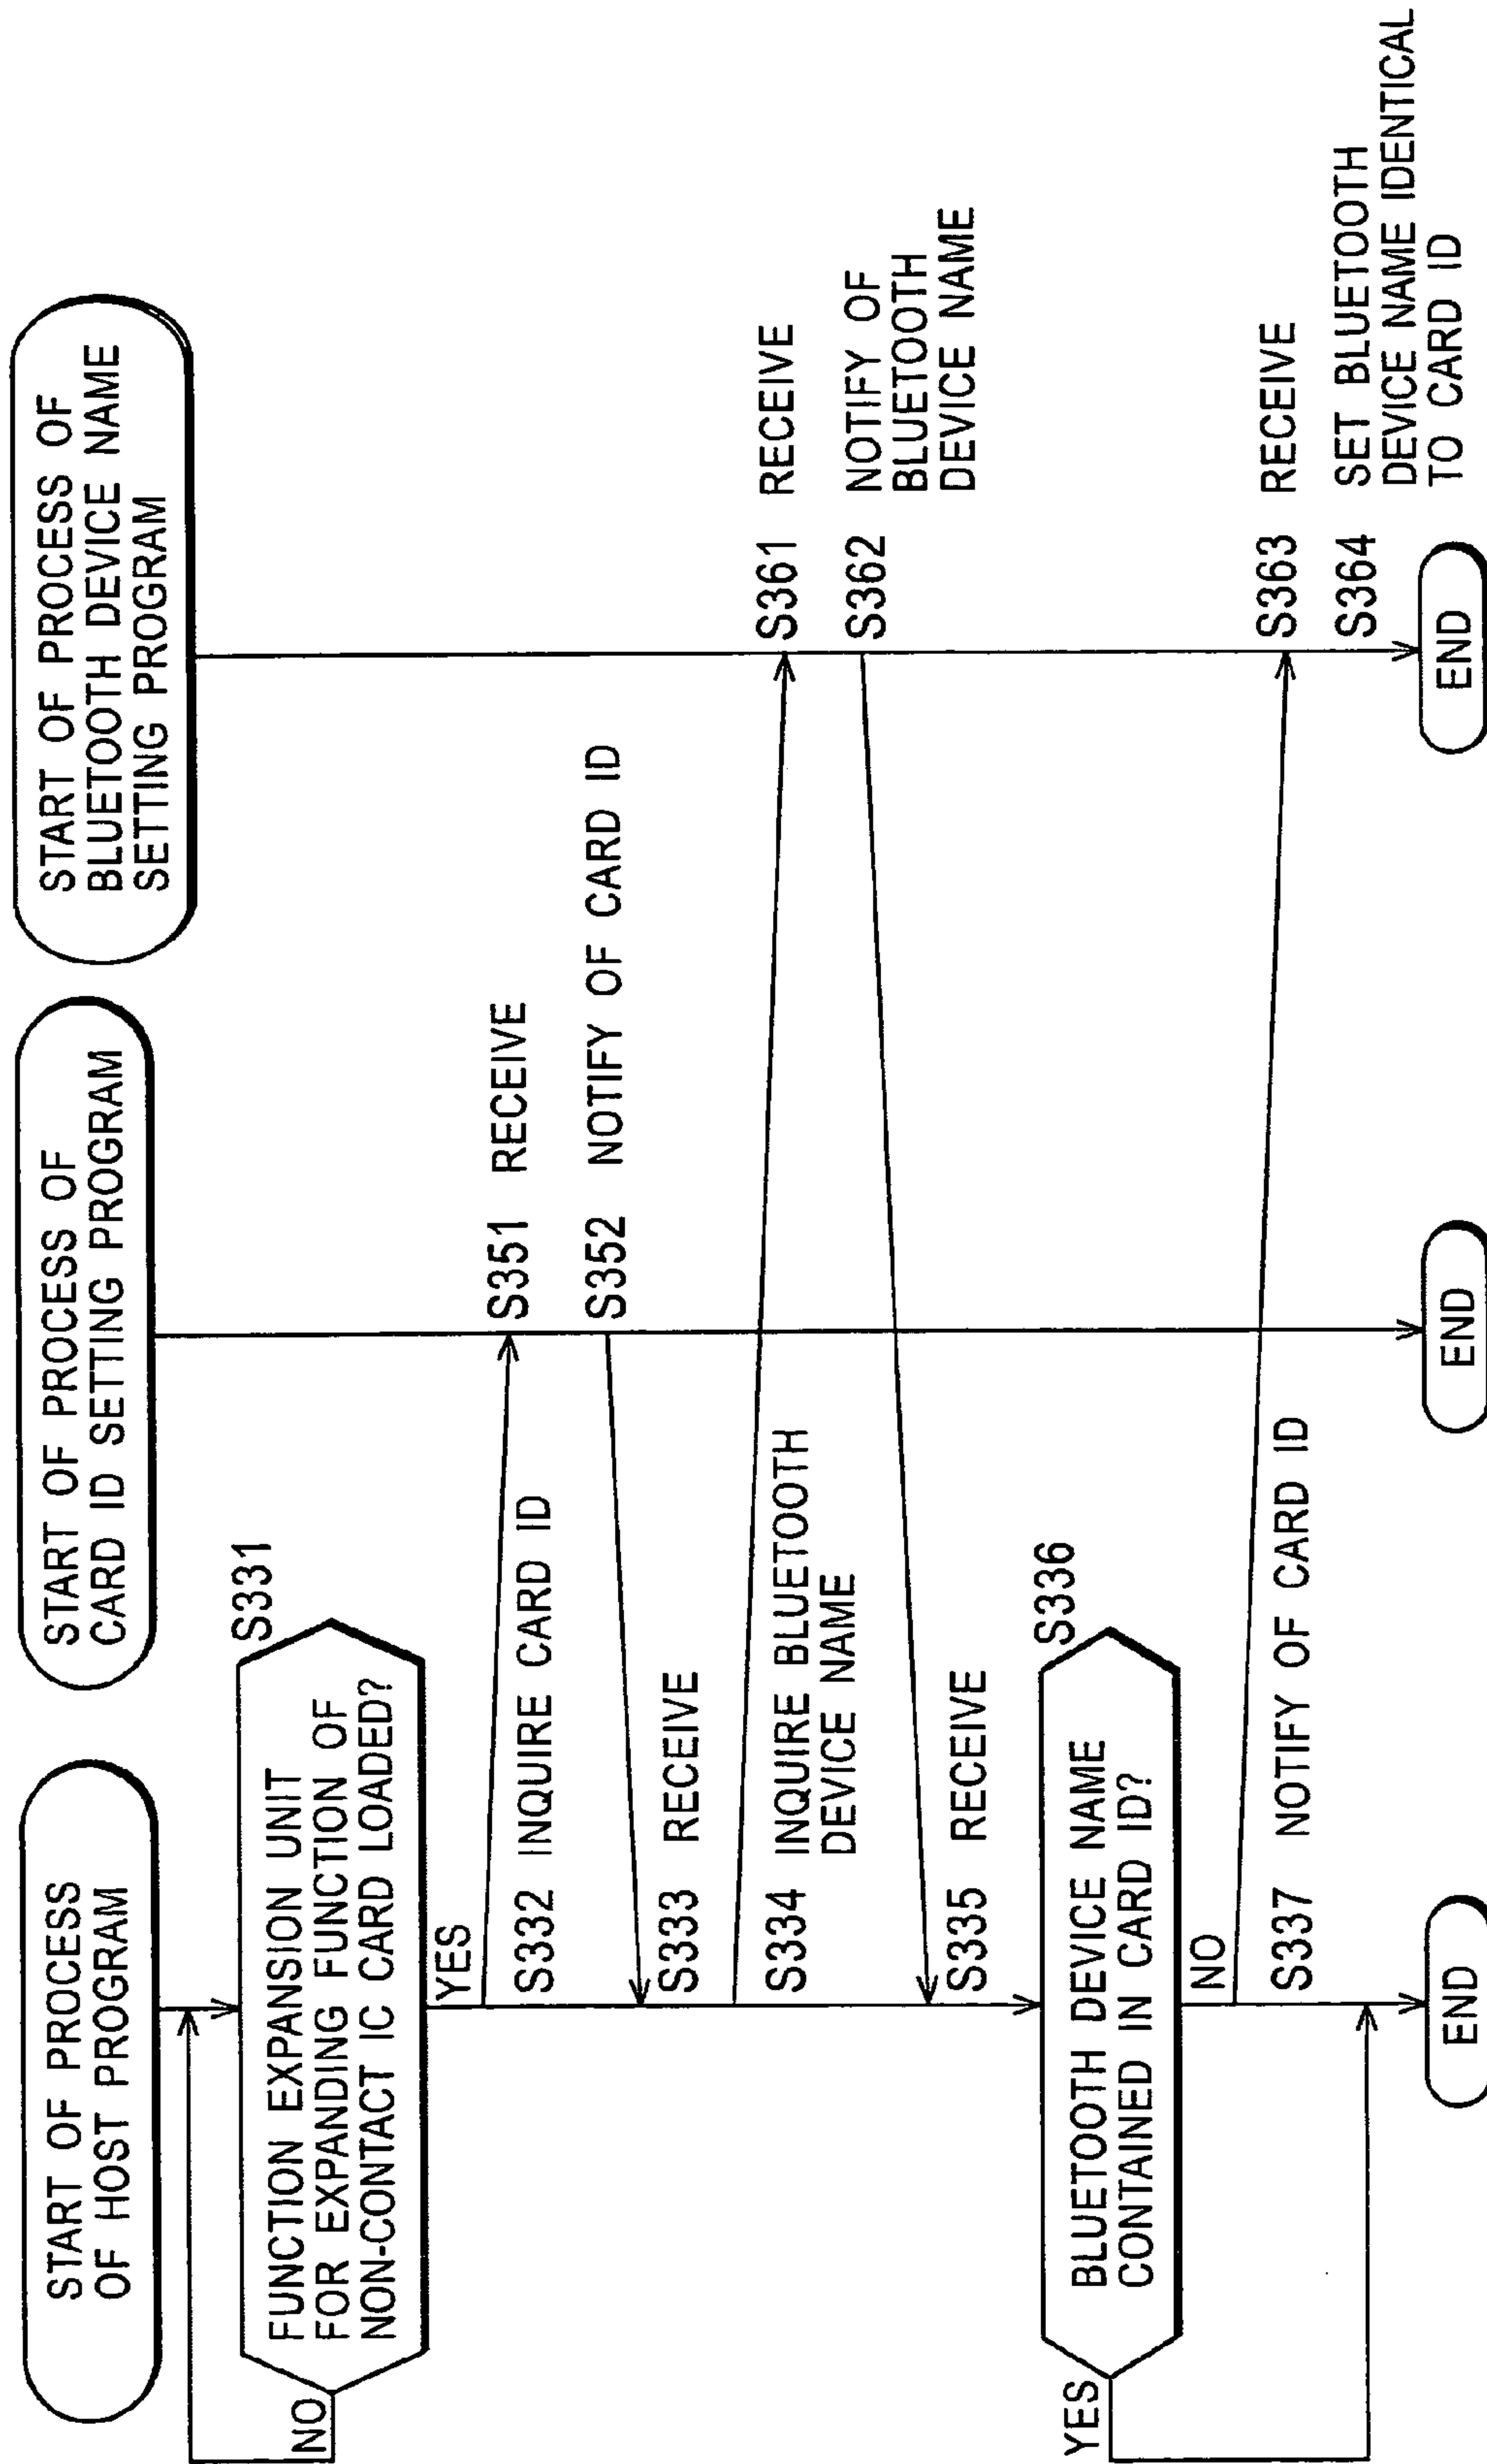 START OF PROCESS
OF HOST PROGRAM
START OF PROCESS OF
CARD ID SETTING PROGRAM
START OF PROCESS OF
BLUETOOTH DEVICE NAME
SETTING PROGRAM
S331
FUNCTION EXPANSION UNIT
FOR EXPANDING FUNCTION OF
NON-CONTACT IC CARD LOADED?
NO
YES
S332 INQUIRE CARD ID
S351 RECEIVE
S352 NOTIFY OF CARD ID
S333 RECEIVE
S334 INQUIRE BLUETOOTH
DEVICE NAME
S361 RECEIVE
S362 NOTIFY OF
BLUETOOTH
DEVICE NAME
S335 RECEIVE
S336
BLUETOOTH DEVICE NAME
CONTAINED IN CARD ID?
YES
NO
S337 NOTIFY OF CARD ID
S363 RECEIVE
S364 SET BLUETOOTH
DEVICE NAME IDENTICAL
TO CARD ID
END
END
END